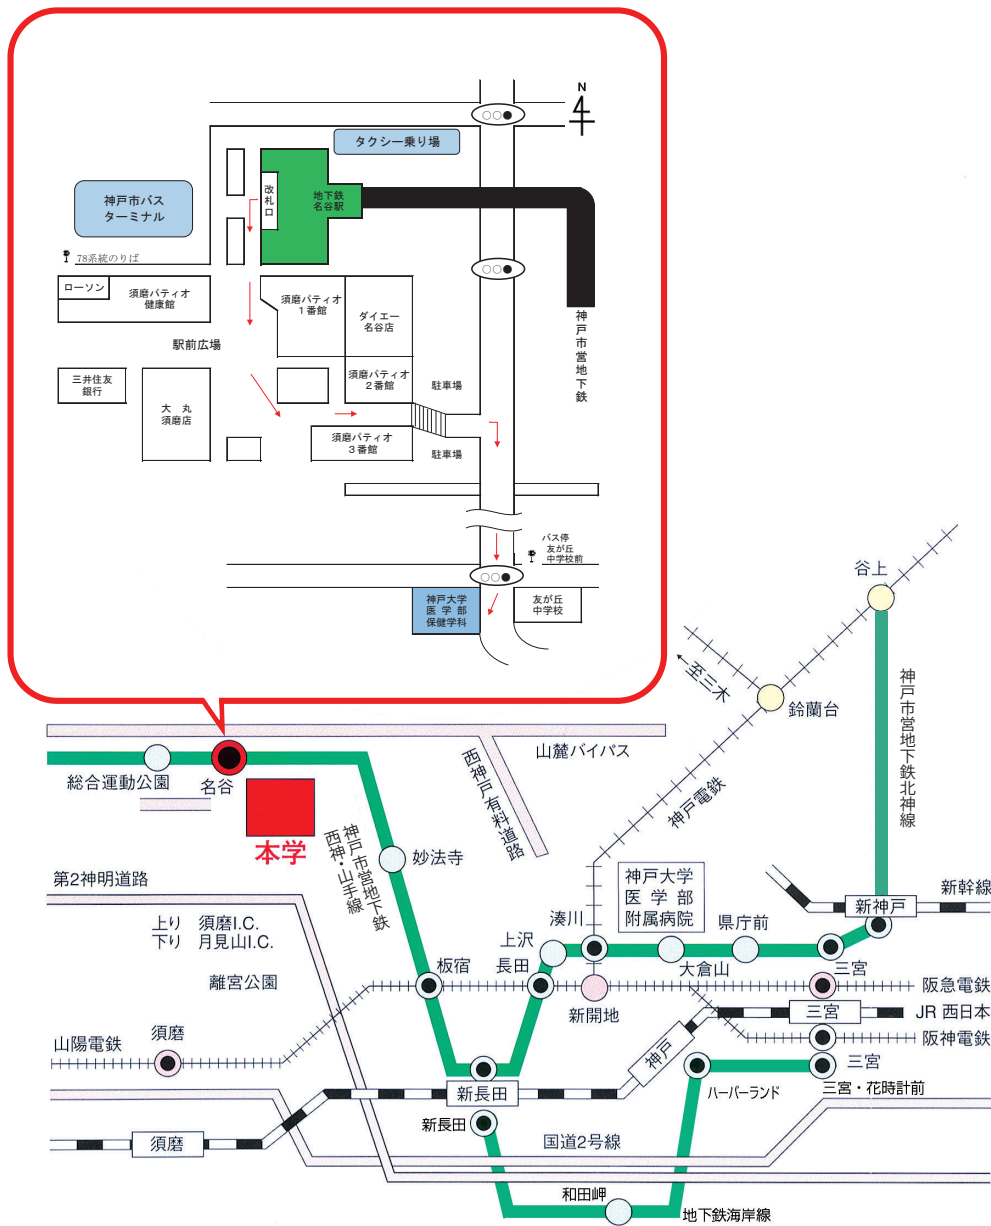 N
タクシー乗り場
神戸市バス
ターミナル
改札口
地下鉄
名谷駅
78系統のりば
ローソン
須磨パティオ
健康館
須磨パティオ
1番館
ダイエー
名谷店
神戸市営地下鉄
駅前広場
三井住友
銀行
大 丸
須磨店
須磨パティオ
2番館
駐車場
須磨パティオ
3番館
駐車場
バス停
友が丘
中学校前
神戸大学
医 学 部
保健学科
友が丘
中学校
谷上
←至三木
鈴蘭台
神戸市営地下鉄北神線
山麓バイパス
西神戸有料道路
神戸電鉄
総合運動公園
名谷
本学
神戸市営地下鉄
西神・山手線
妙法寺
第2神明道路
上り 須磨I.C.
下り 月見山I.C.
離宮公園
神戸大学
医 学 部
附属病院
新幹線
新神戸
湊川
県庁前
上沢
長田
板宿
大倉山
三宮
阪急電鉄
新開地
三宮
JR 西日本
山陽電鉄
須磨
神戸
阪神電鉄
三宮
新長田
ハーバーランド
三宮・花時計前
新長田
須磨
国道2号線
和田岬
地下鉄海岸線